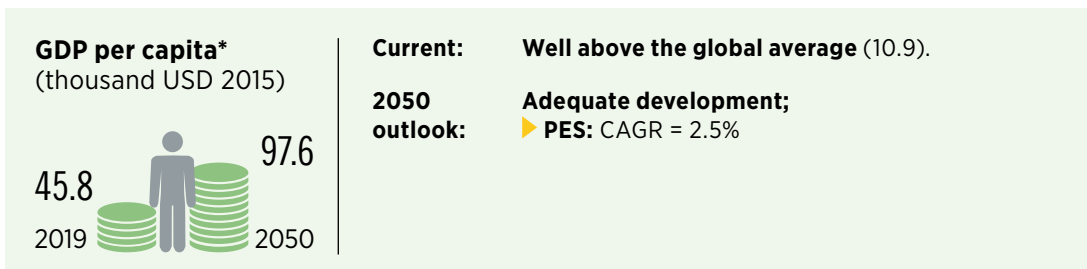 GDP per capita*
(thousand USD 2015)
45.8
2019
97.6
2050
Current: Well above the global average (10.9).
2050 Adequate development;
outlook: PES: CAGR = 2.5%